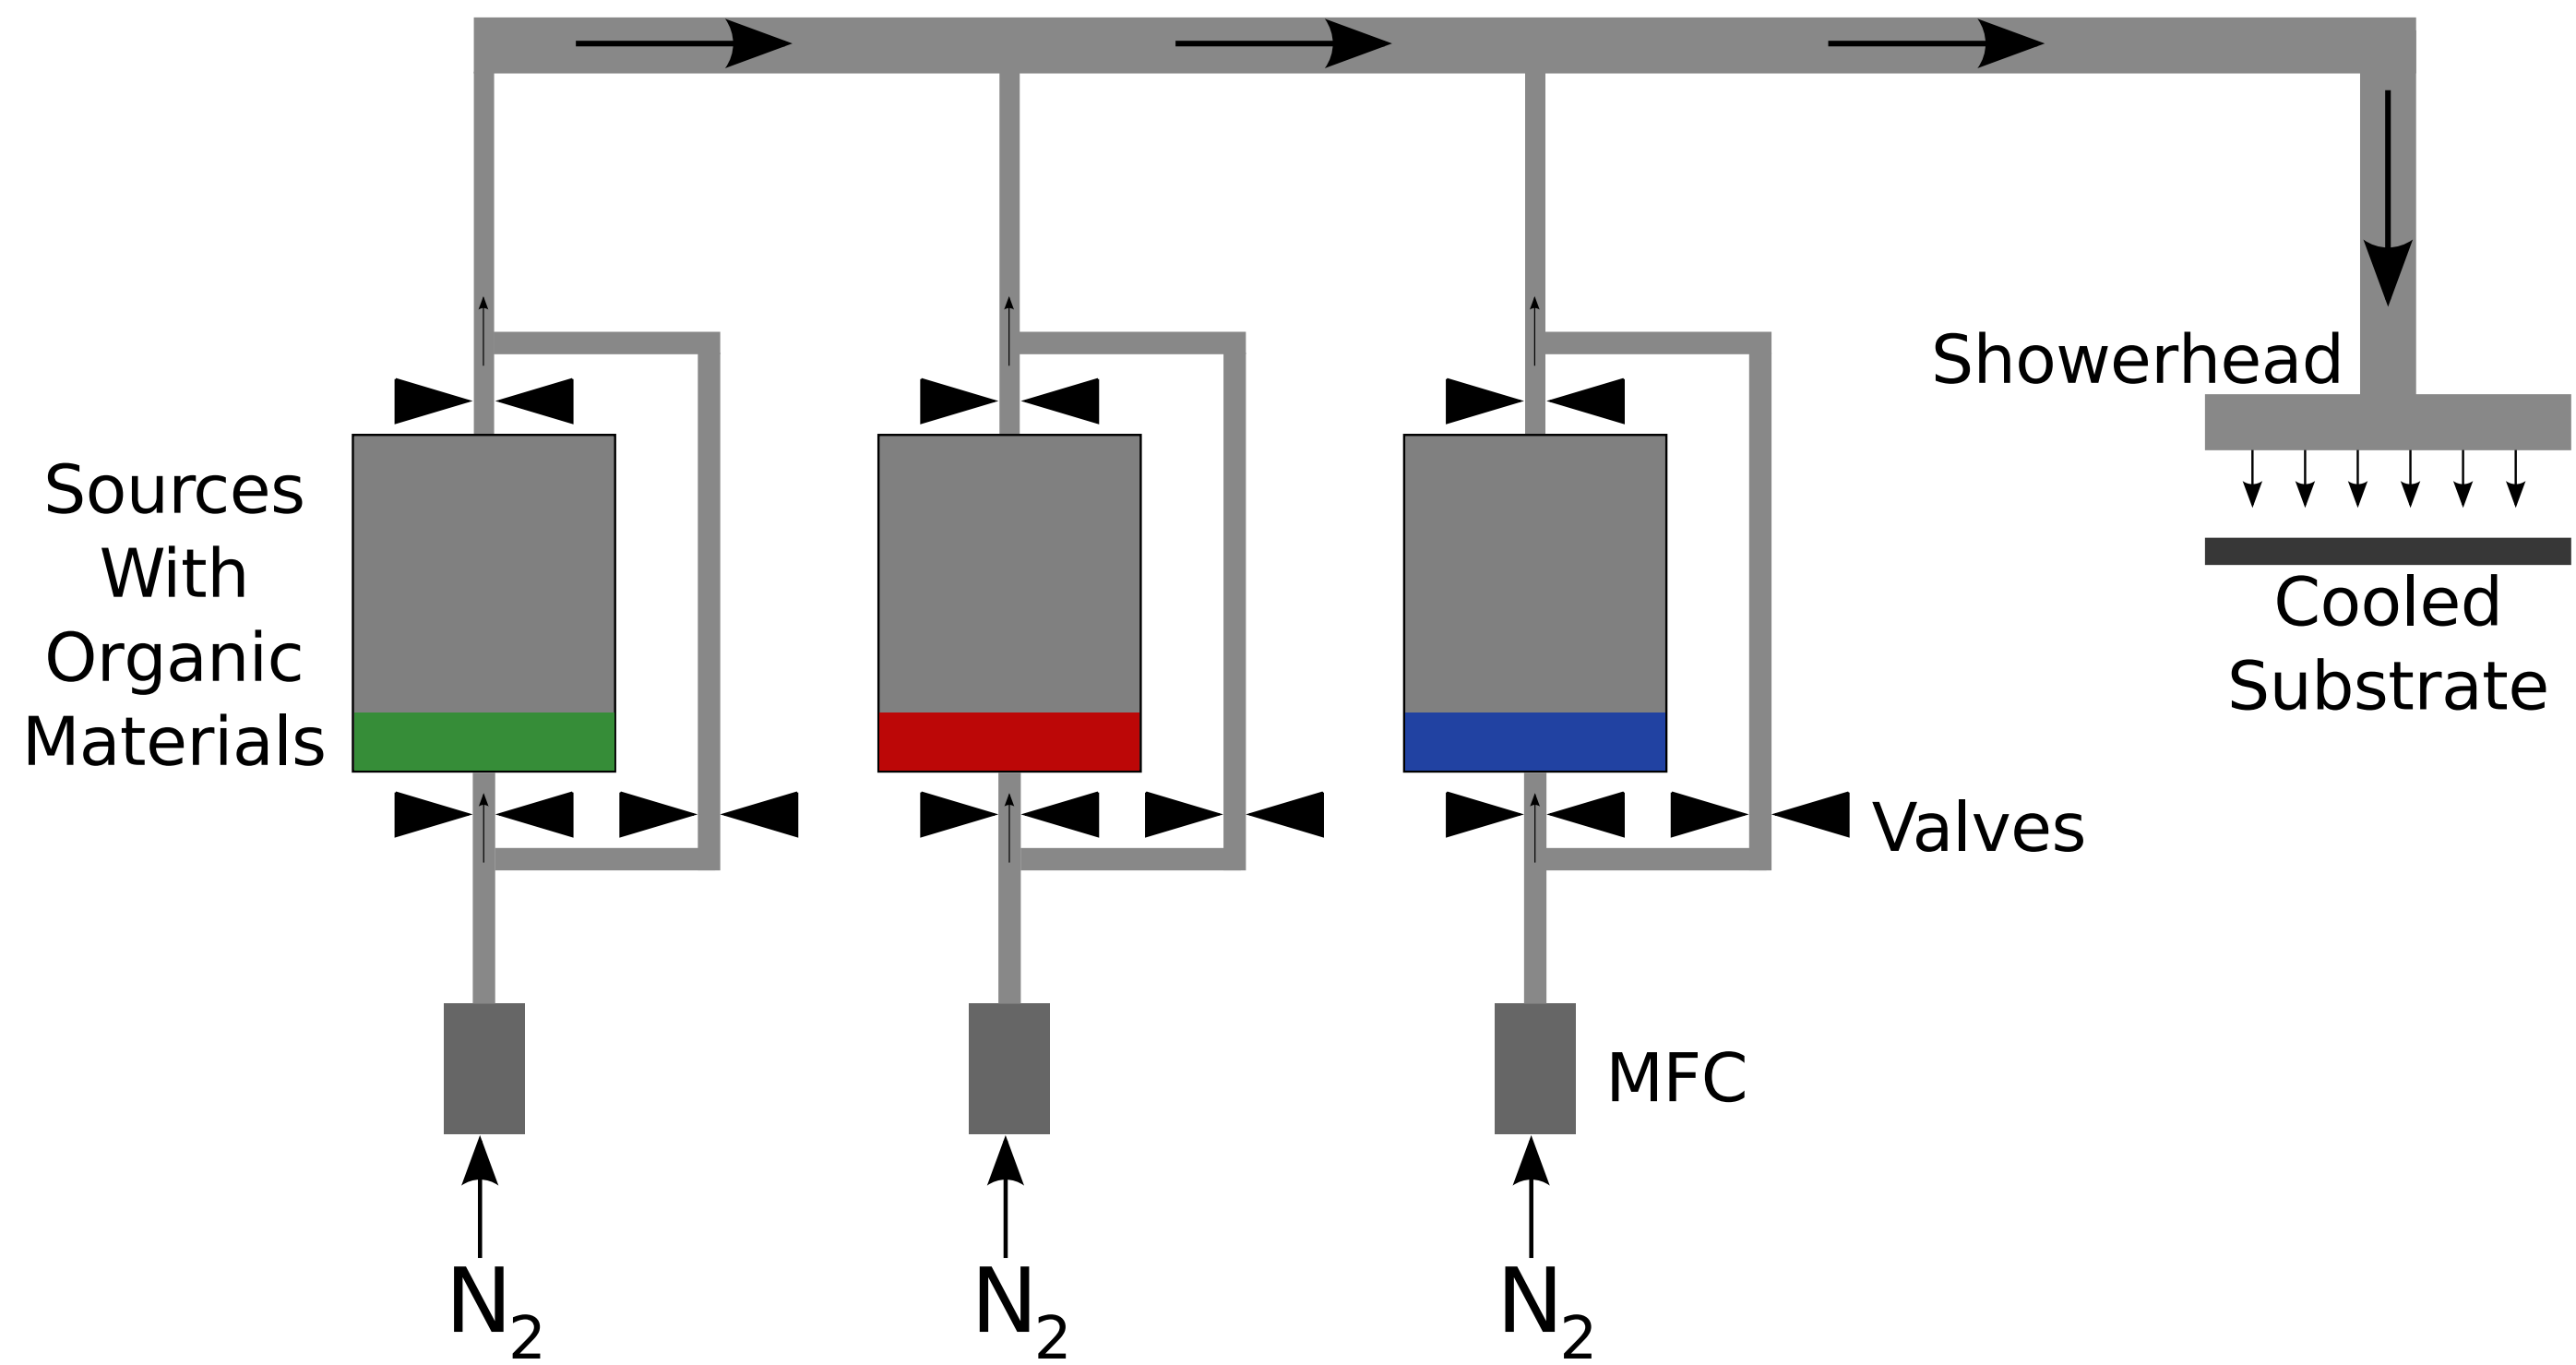 Showerhead
Sources
With
Organic
Materials
Cooled
Substrate
Valves
MFC
N2
N2
N2